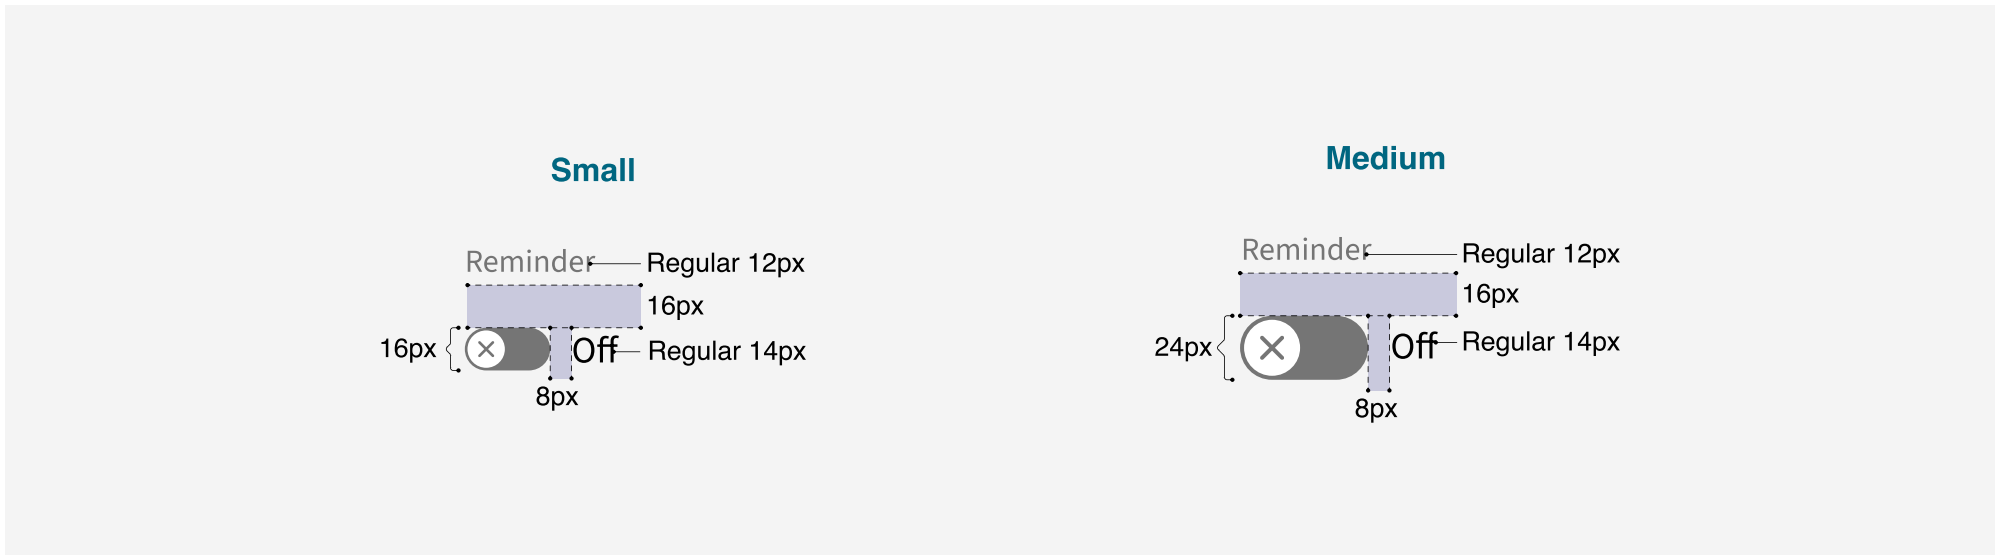 Small
Reminder
Regular 12px
16px
16px
Off
Regular 14px
8px
Medium
Reminder
Regular 12px
16px
24px
Off
Regular 14px
8px